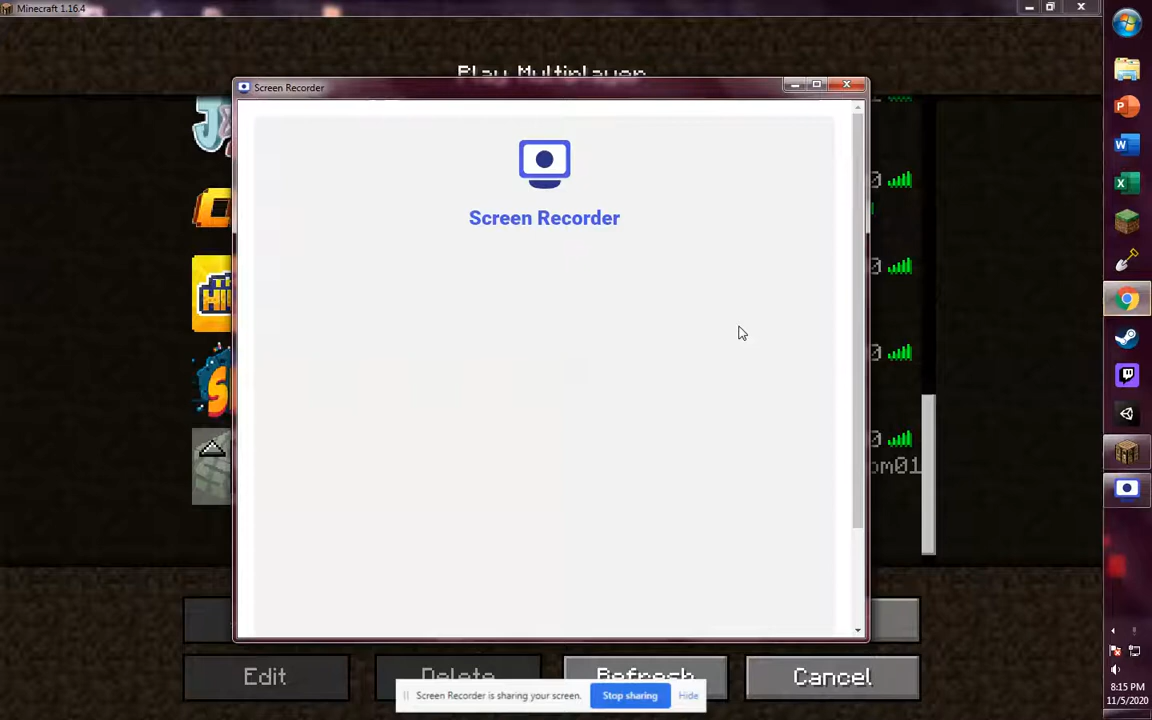 Minecraft 1.16.4
Play Multiplayer
Screen Recorder
Screen Recorder
Edit
Delete
Refresh
Cancel
Screen Recorder is sharing your screen.
Stop sharing
Hide
8:15 PM
11/5/2020